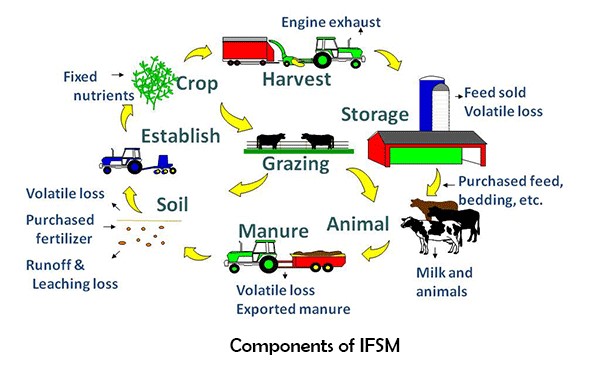 Engine exhaust
Harvest
Fixed
nutrients
Crop
Storage
Feed sold
Volatile loss
Establish
Grazing
Purchased feed,
bedding, etc.
Volatile loss
Purchased
fertilizer
Runoff &
Leaching loss
Soil
Manure
Animal
Volatile loss
Exported manure
Milk and
animals
Components of IFSM